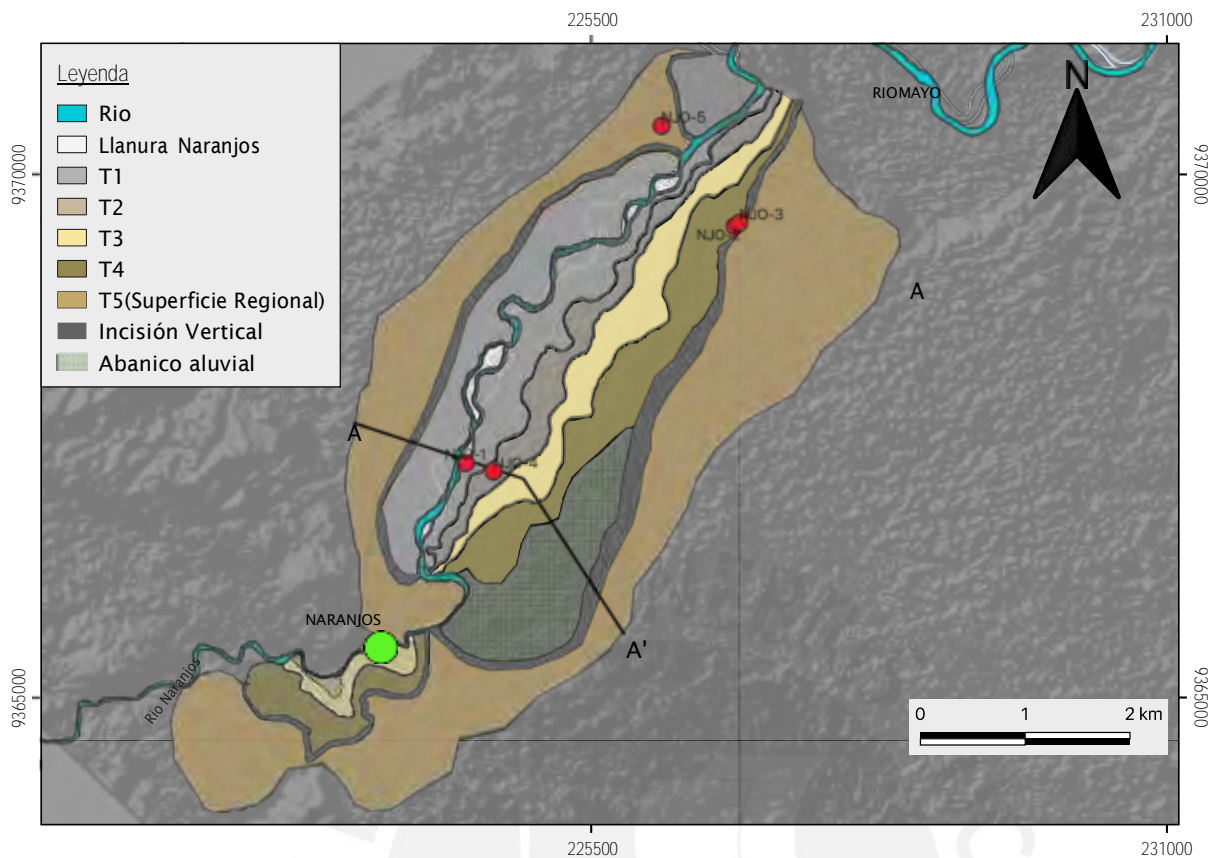 225500
231000
Leyenda
Rio
Llanura Naranjos
T1
T2
T3
T4
T5(Superficie Regional)
Incisión Vertical
Abanico aluvial
RIOMAYO
N
9370000
9370000
NJO-5
NJO-3
A
A
NJO-4
A'
NARANJOS
Rio Naranjos
9365000
9365000
0 1 2 km
225500
231000